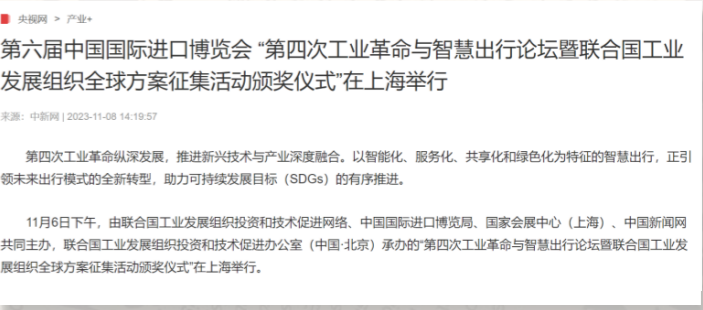 央视网 > 产业+
第六届中国国际进口博览会 “第四次工业革命与智慧出行论坛暨联合国工业
发展组织全球方案征集活动颁奖仪式”在上海举行
来源：中新网 | 2023-11-08 14:19:57
第四次工业革命纵深发展，推进新兴技术与产业深度融合。以智能化、服务化、共享化和绿色化为特征的智慧出行，正引
领未来出行模式的全新转型，助力可持续发展目标（SDGs）的有序推进。
11月6日下午，由联合国工业发展组织投资和技术促进网络、中国国际进口博览局、国家会展中心（上海）、中国新闻网
共同主办，联合国工业发展组织投资和技术促进办公室（中国·北京）承办的“第四次工业革命与智慧出行论坛暨联合国工业发
展组织全球方案征集活动颁奖仪式”在上海举行。